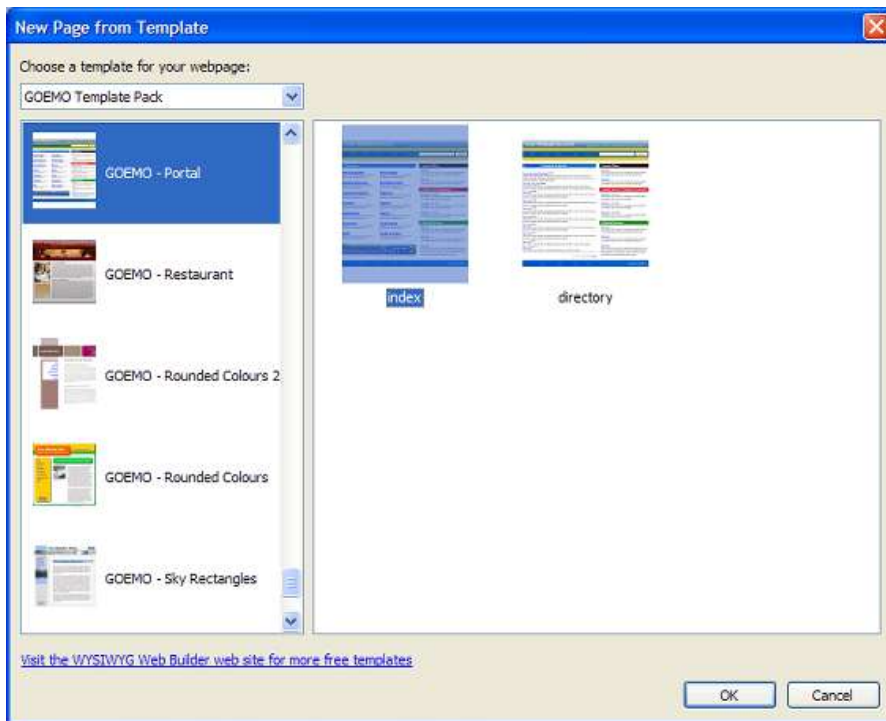 New Page from Template
Choose a template for your webpage:
GOEMO Template Pack
GOEMO - Portal
GOEMO - Restaurant
GOEMO - Rounded Colours 2
GOEMO - Rounded Colours
GOEMO - Sky Rectangles
index
directory
Visit the WYSIWYG Web Builder web site for more free templates
OK
Cancel